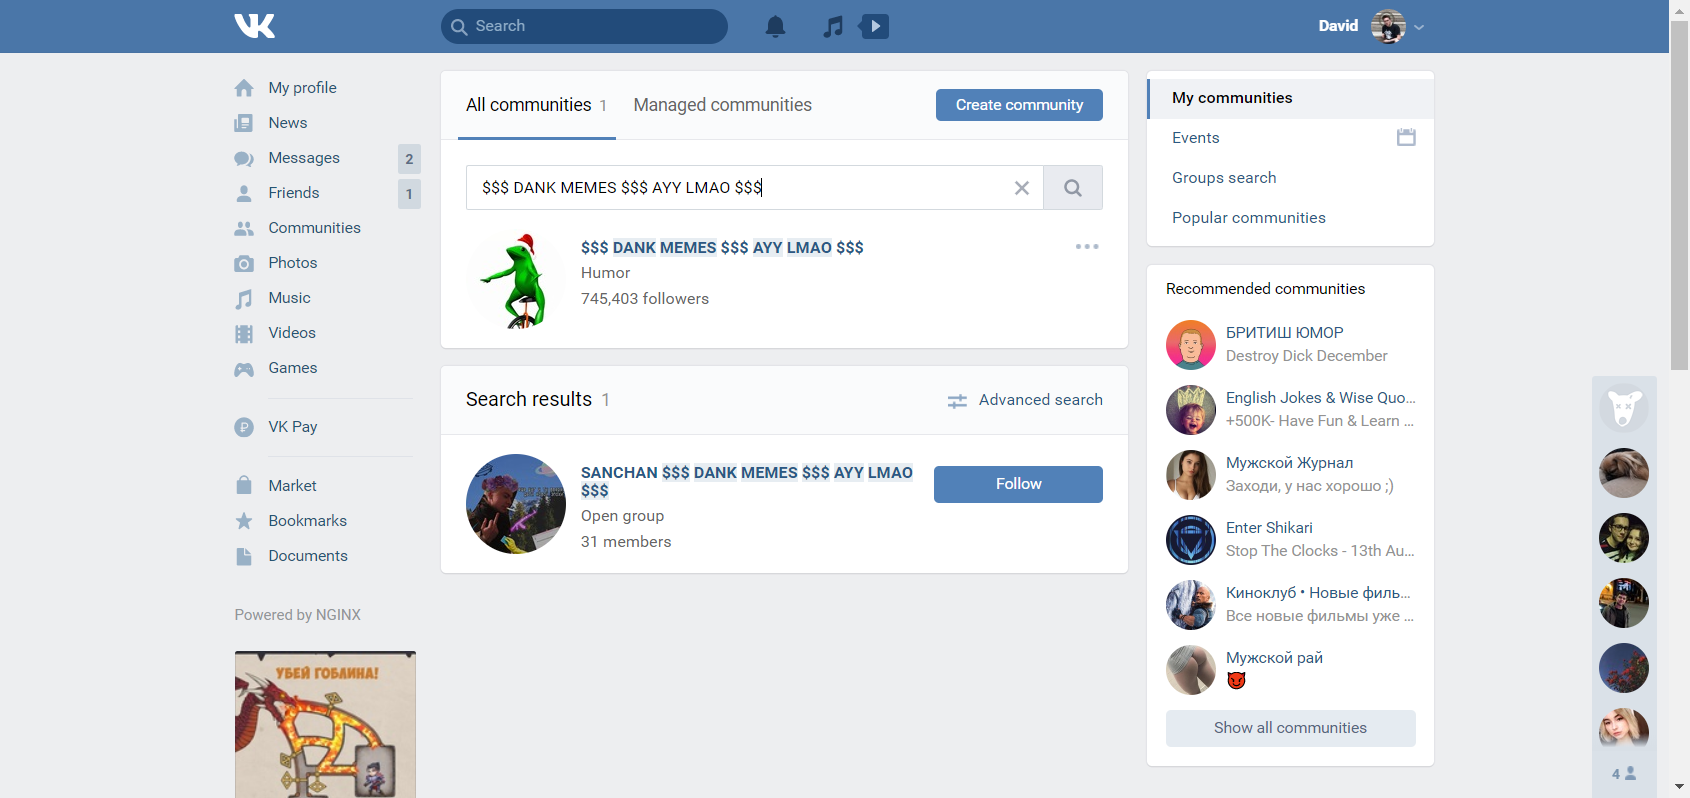 VK
Search
David
My profile
News
Messages 2
Friends 1
Communities
Photos
Music
Videos
Games
VK Pay
Market
Bookmarks
Documents
Powered by NGINX
УБЕЙ ГОБЛИНА!
All communities 1 Managed communities
Create community
$$$ DANK MEMES $$$ AYY LMAO $$$
$$$ DANK MEMES $$$ AYY LMAO $$$
Humor
745,403 followers
Search results 1
Advanced search
SANCHAN $$$ DANK MEMES $$$ AYY LMAO
$$$
Open group
31 members
Follow
My communities
Events
Groups search
Popular communities
Recommended communities
БРИТИШ ЮМОР
Destroy Dick December
English Jokes & Wise Quo...
+500K- Have Fun & Learn ...
Мужской Журнал
Заходи, у нас хорошо ;)
Enter Shikari
Stop The Clocks - 13th Au...
Киноклуб • Новые филь...
Все новые фильмы уже ...
Мужской рай
😈
Show all communities
4